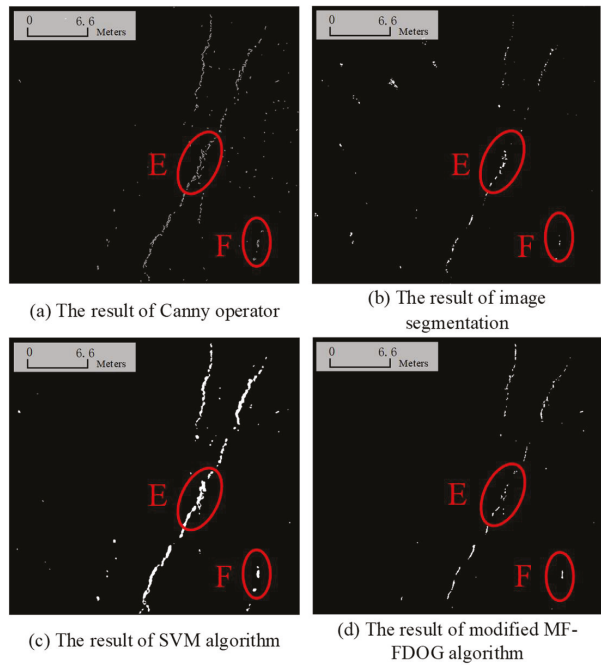 0 6.6
Meters
E
F
(a) The result of Canny operator
0 6.6
Meters
E
F
(b) The result of image
segmentation
0 6.6
Meters
E
F
(c) The result of SVM algorithm
0 6.6
Meters
E
F
(d) The result of modified MF-
FDOG algorithm